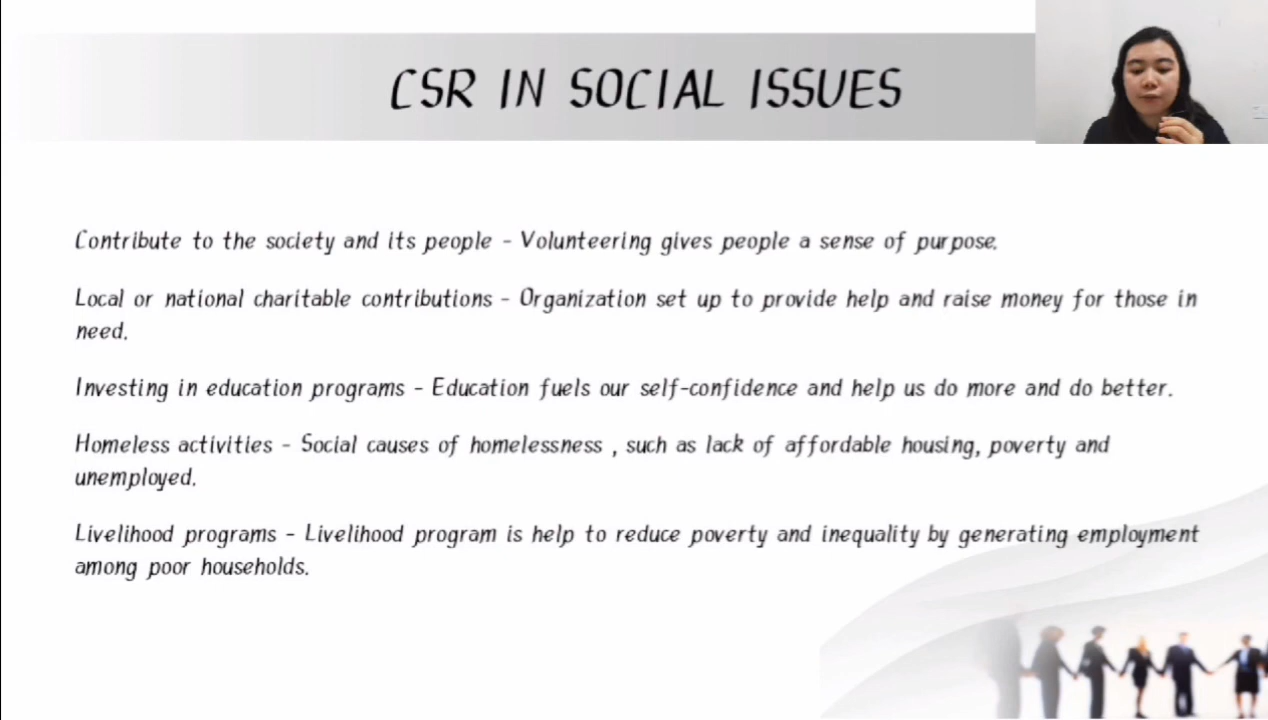 CSR IN SOCIAL ISSUES
Contribute to the society and its people - Volunteering gives people a sense of purpose.
Local or national charitable contributions - Organization set up to provide help and raise money for those in
need.
Investing in education programs - Education fuels our self-confidence and help us do more and do better.
Homeless activities - Social causes of homelessness , such as lack of affordable housing, poverty and
unemployed.
Livelihood programs - Livelihood program is help to reduce poverty and inequality by generating employment
among poor households.